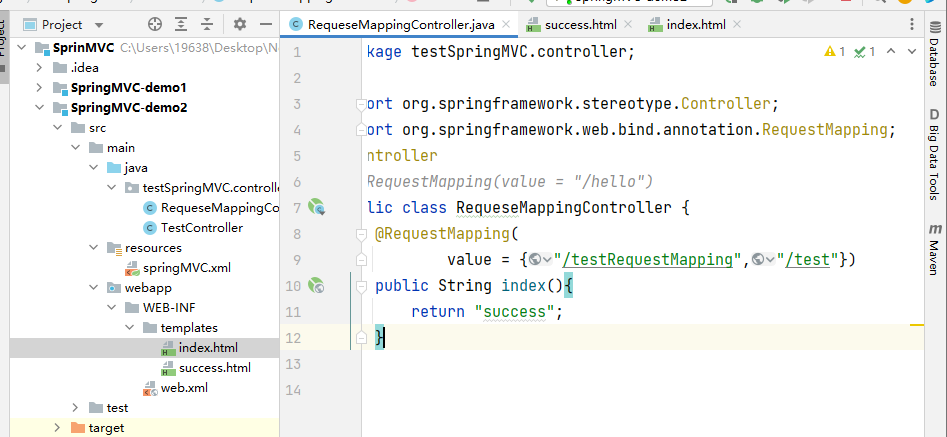 Project
RequeseMappingController.java
success.html
index.html
SprinMVC C:\Users\19638\Desktop\N
.idea
SpringMVC-demo1
SpringMVC-demo2
src
main
java
testSpringMVC.controlle
RequeseMappingCo
TestController
resources
springMVC.xml
webapp
WEB-INF
templates
index.html
success.html
web.xml
test
target
1 kage testSpringMVC.controller;
2
3 ort org.springframework.stereotype.Controller;
4 ort org.springframework.web.bind.annotation.RequestMapping;
5 ntroller
6 RequestMapping(value = "/hello")
7 lic class RequeseMappingController {
8 @RequestMapping(
9 value = {"/testRequestMapping","/test"})
10 public String index(){
11 return "success";
12 }
13
14
1 1
Project
Database
D Big Data Tools
m Maven